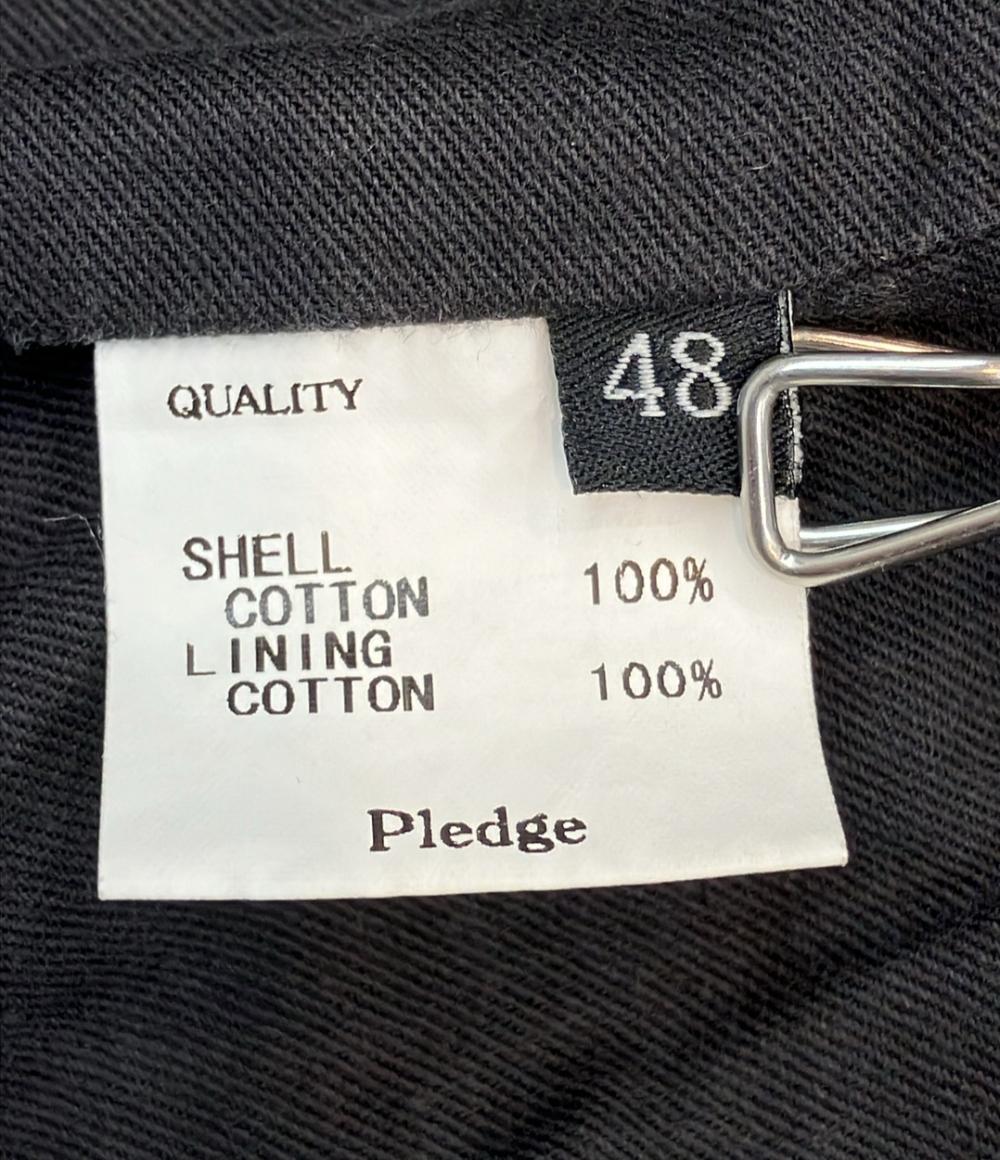 48
QUALITY
SHELL
COTTON 100%
LINING
COTTON 100%
Pledge